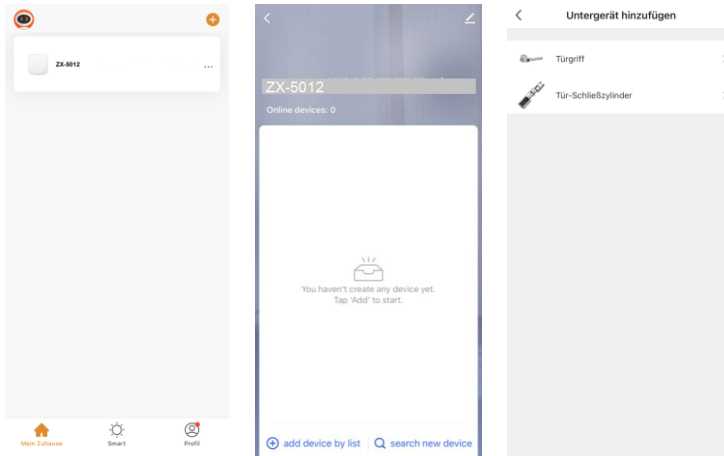 ZX-5012
...
Mein Zuhause
Smart
Profil
ZX-5012
Online devices: 0
You haven't create any device yet.
Tap 'Add' to start.
add device by list
search new device
Untergerät hinzufügen
Türgriff
Tür-Schließzylinder